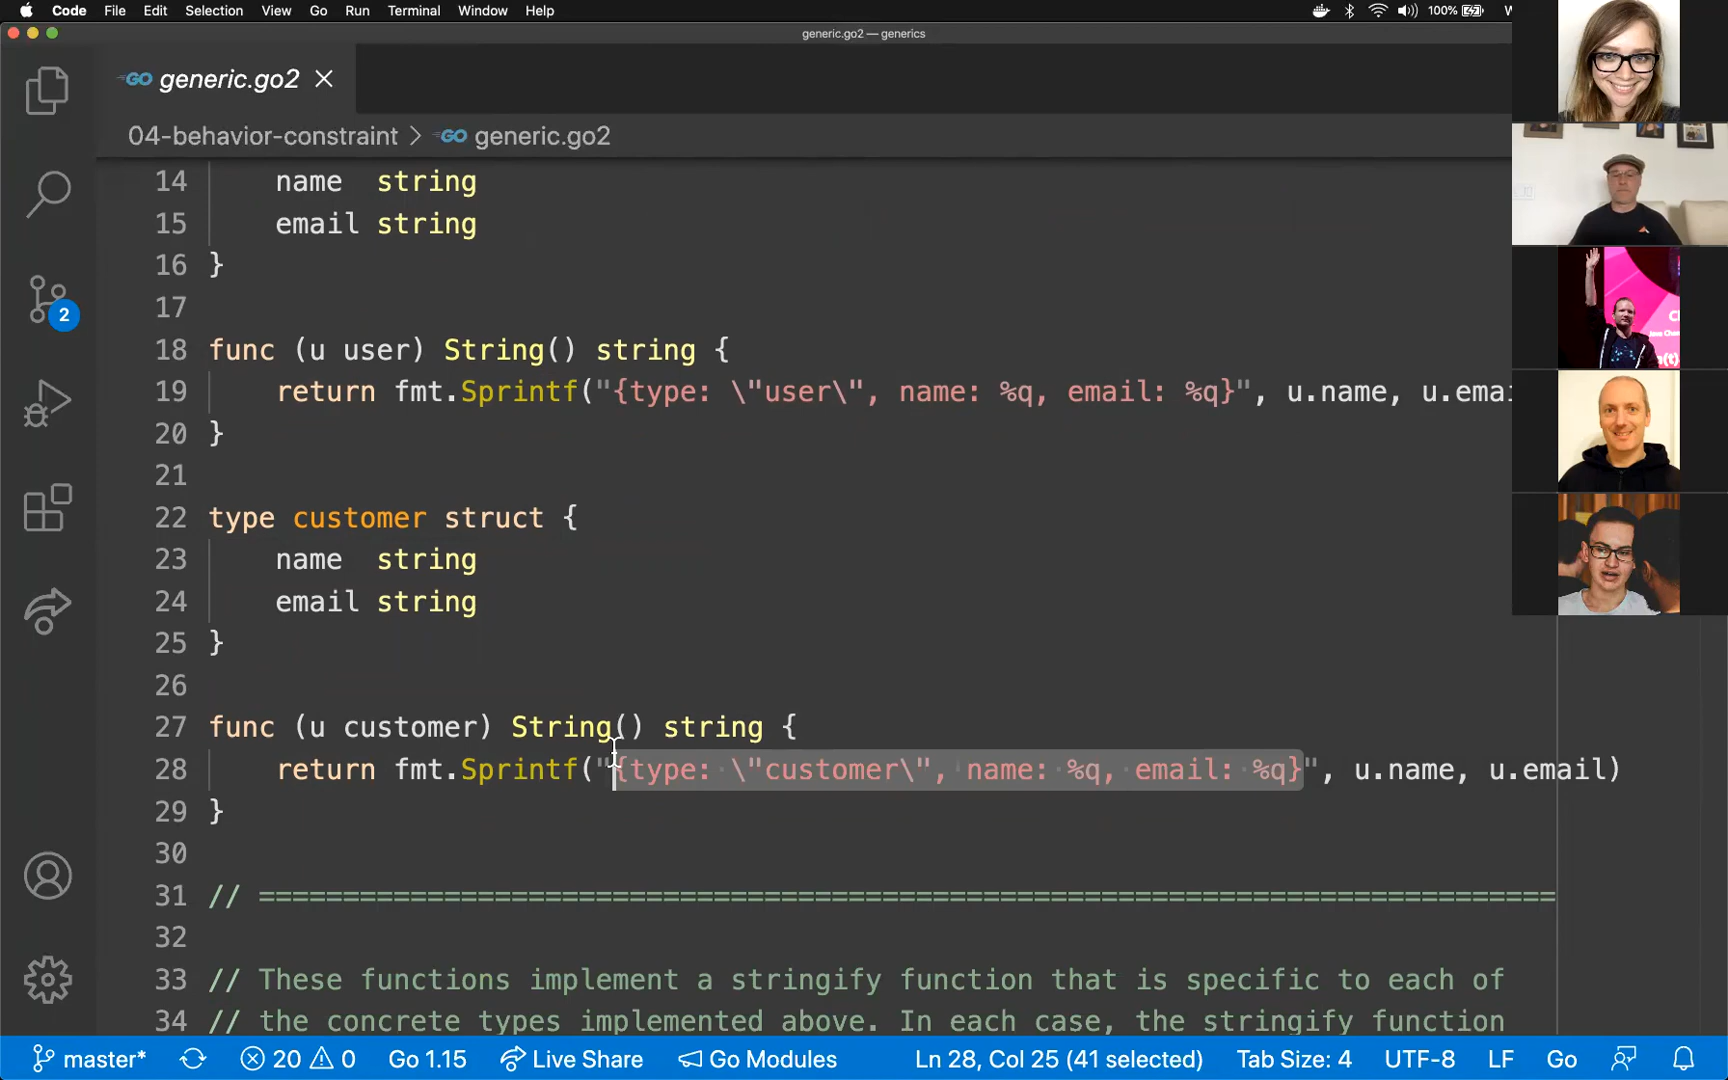 Code File Edit Selection View Go Run Terminal Window Help 100%
generic.go2 — generics
GO generic.go2
04-behavior-constraint > GO generic.go2
14 name string
15 email string
16 }
17
18 func (u user) String() string {
19 return fmt.Sprintf("{type: \"user\", name: %q, email: %q}", u.name, u.emai
20 }
21
22 type customer struct {
23 name string
24 email string
25 }
26
27 func (u customer) String() string {
28 return fmt.Sprintf("{type: \"customer\", name: %q, email: %q}", u.name, u.email)
29 }
30
31 // =============================================================================
32
33 // These functions implement a stringify function that is specific to each of
34 // the concrete types implemented above. In each case, the stringify function
2
master* 20 0 Go 1.15 Live Share Go Modules Ln 28, Col 25 (41 selected) Tab Size: 4 UTF-8 LF Go